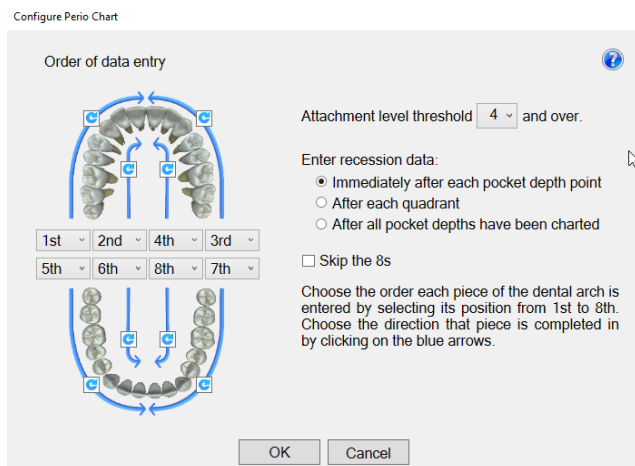 Configure Perio Chart
Order of data entry
?
Attachment level threshold 4 and over.
Enter recession data:
Immediately after each pocket depth point
After each quadrant
After all pocket depths have been charted
1st 2nd 4th 3rd
5th 6th 8th 7th
Skip the 8s
Choose the order each piece of the dental arch is
entered by selecting its position from 1st to 8th.
Choose the direction that piece is completed in
by clicking on the blue arrows.
OK Cancel